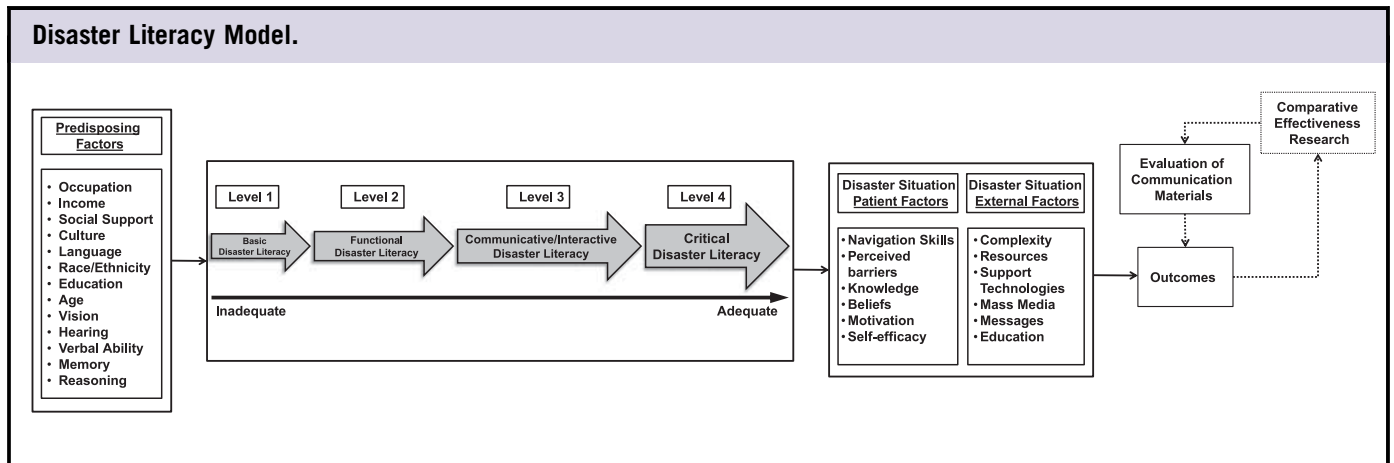 Disaster Literacy Model.
Predisposing
Factors
• Occupation
• Income
• Social Support
• Culture
• Language
• Race/Ethnicity
• Education
• Age
• Vision
• Hearing
• Verbal Ability
• Memory
• Reasoning
Level 1
Basic
Disaster Literacy
Level 2
Functional
Disaster Literacy
Level 3
Communicative/Interactive
Disaster Literacy
Level 4
Critical
Disaster Literacy
Inadequate
Adequate
Disaster Situation
Patient Factors
• Navigation Skills
• Perceived
barriers
• Knowledge
• Beliefs
• Motivation
• Self-efficacy
Disaster Situation
External Factors
• Complexity
• Resources
• Support
Technologies
• Mass Media
• Messages
• Education
Comparative
Effectiveness
Research
Evaluation of
Communication
Materials
Outcomes